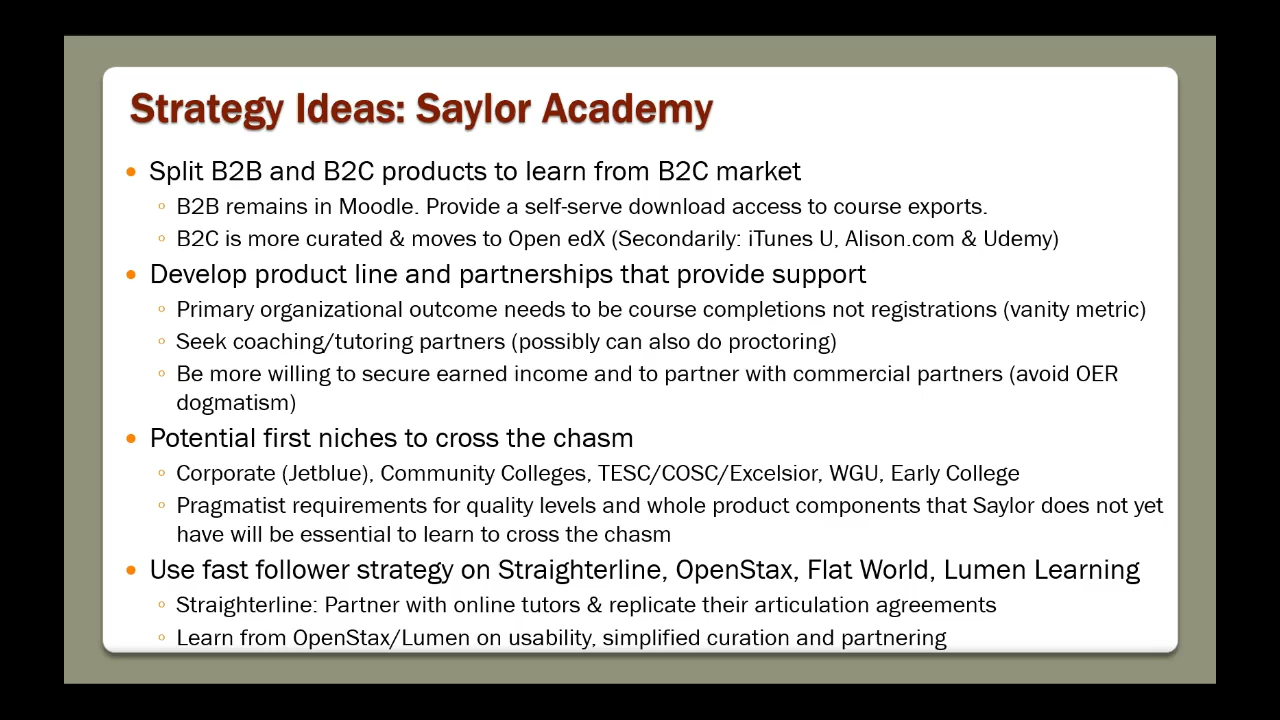 Strategy Ideas: Saylor Academy
• Split B2B and B2C products to learn from B2C market
◦ B2B remains in Moodle. Provide a self-serve download access to course exports.
◦ B2C is more curated & moves to Open edX (Secondarily: iTunes U, Alison.com & Udemy)
• Develop product line and partnerships that provide support
◦ Primary organizational outcome needs to be course completions not registrations (vanity metric)
◦ Seek coaching/tutoring partners (possibly can also do proctoring)
◦ Be more willing to secure earned income and to partner with commercial partners (avoid OER
dogmatism)
• Potential first niches to cross the chasm
◦ Corporate (Jetblue), Community Colleges, TESC/COSC/Excelsior, WGU, Early College
◦ Pragmatist requirements for quality levels and whole product components that Saylor does not yet
have will be essential to learn to cross the chasm
• Use fast follower strategy on Straighterline, OpenStax, Flat World, Lumen Learning
◦ Straighterline: Partner with online tutors & replicate their articulation agreements
◦ Learn from OpenStax/Lumen on usability, simplified curation and partnering